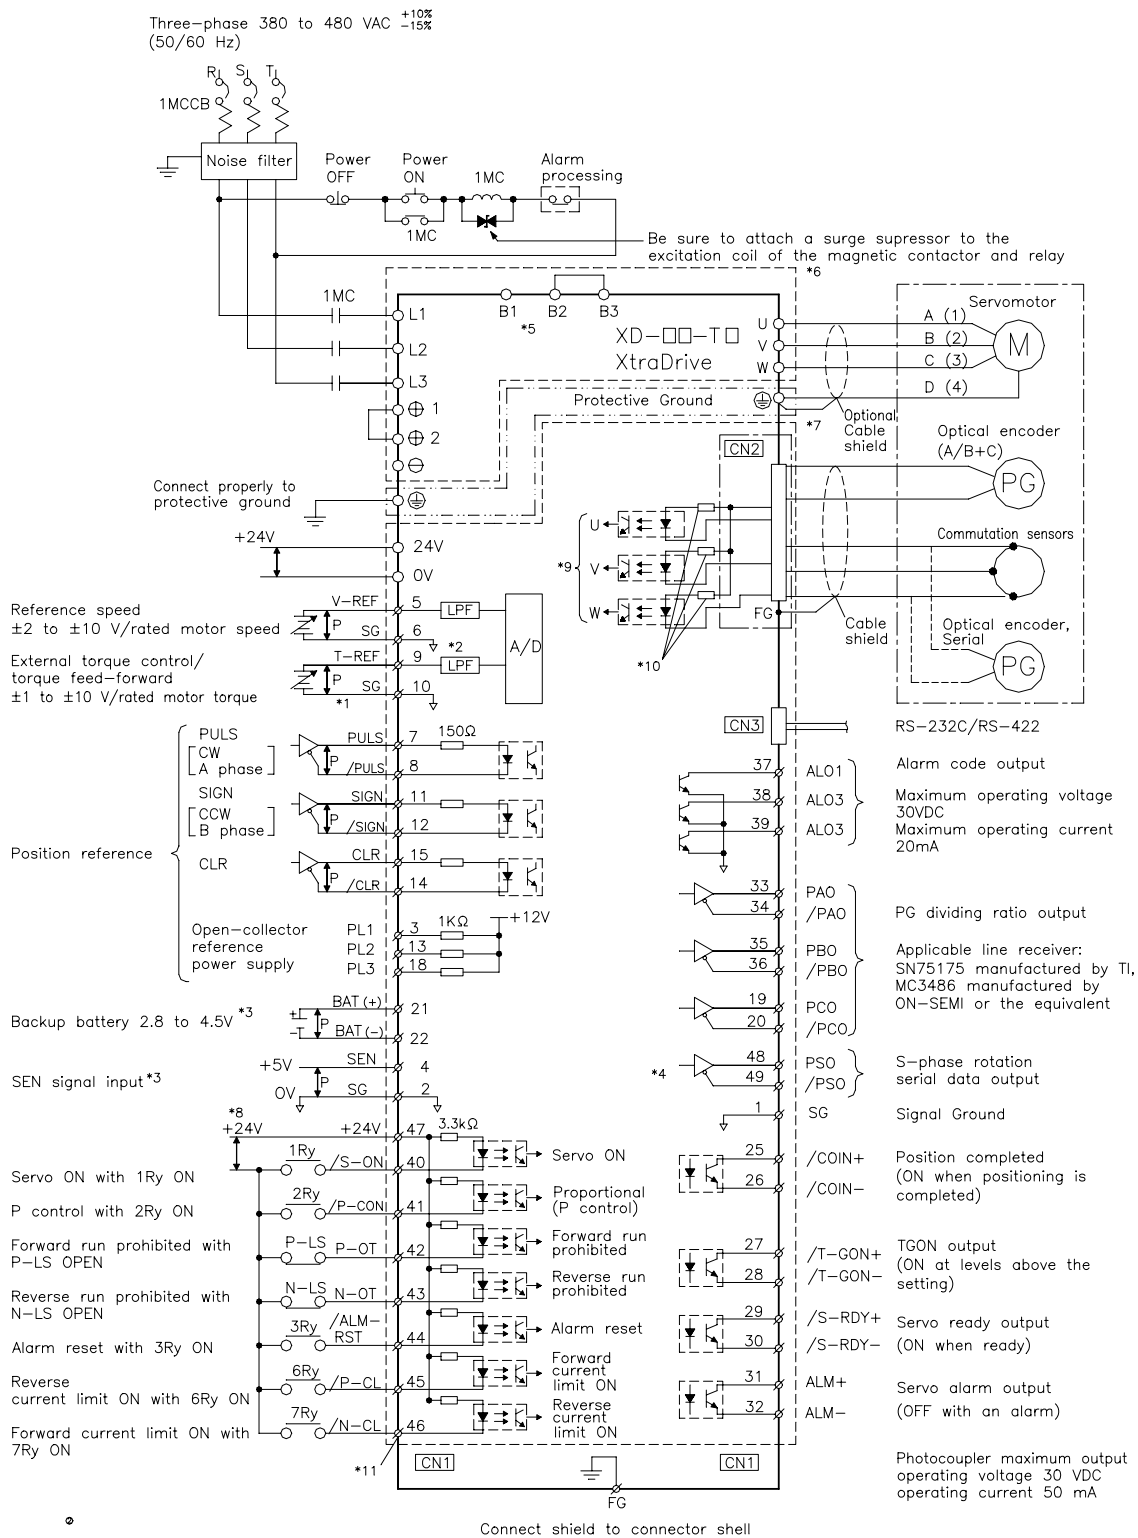 Three-phase 380 to 480 VAC +10% -15%
(50/60 Hz)
R S T
1MCCB
Noise filter
Power OFF
Power ON
1MC
Alarm processing
1MC
Be sure to attach a surge supressor to the
excitation coil of the magnetic contactor and relay
*6
1MC
B1 B2 B3
*5
L1
L2
L3
1
2
XD-□□-T□
XtraDrive
U
V
W
Servomotor
A (1)
B (2)
C (3)
D (4)
M
Protective Ground
*7
Optional
Cable
shield
Connect properly to
protective ground
CN2
Optical encoder
(A/B+C)
PG
+24V
24V
0V
*9
U
V
W
*10
FG
Commutation sensors
Cable
shield
Optical encoder,
Serial
PG
Reference speed
±2 to ±10 V/rated motor speed
V-REF 5 LPF
P
SG 6
*2
A/D
External torque control/
torque feed-forward
±1 to ±10 V/rated motor torque
T-REF 9 LPF
P
SG 10
*1
CN3
RS-232C/RS-422
Position reference
PULS
CW
A phase
PULS 7 150Ω
P
/PULS 8
SIGN
CCW
B phase
SIGN 11
P
/SIGN 12
CLR
CLR 15
P
/CLR 14
+12V
Open-collector
reference
power supply
PL1 3 1KΩ
PL2 13
PL3 18
37 ALO1
38 ALO3
39 ALO3
Alarm code output
Maximum operating voltage
30VDC
Maximum operating current
20mA
33 PAO
34 /PAO
PG dividing ratio output
35 PBO
36 /PBO
19 PCO
20 /PCO
Applicable line receiver:
SN75175 manufactured by TI,
MC3486 manufactured by
ON-SEMI or the equivalent
Backup battery 2.8 to 4.5V *3
+
-
BAT (+) 21
P
BAT (-) 22
SEN signal input *3
+5V SEN 4
P
0V SG 2
*4
48 PSO
49 /PSO
S-phase rotation
serial data output
1 SG
Signal Ground
*8
+24V +24V 47 3.3kΩ
Servo ON with 1Ry ON
1Ry /S-ON 40
Servo ON
P control with 2Ry ON
2Ry /P-CON 41
Proportional
(P control)
Forward run prohibited with
P-LS OPEN
P-LS P-OT 42
Forward run
prohibited
Reverse run prohibited with
N-LS OPEN
N-LS N-OT 43
Reverse run
prohibited
Alarm reset with 3Ry ON
3Ry /ALM-
RST 44
Alarm reset
Reverse
current limit ON with 6Ry ON
6Ry /P-CL 45
Forward
current
limit ON
Forward current limit ON with
7Ry ON
7Ry /N-CL 46
Reverse
current
limit ON
25 /COIN+
26 /COIN-
Position completed
(ON when positioning is
completed)
27 /T-GON+
28 /T-GON-
TGON output
(ON at levels above the
setting)
29 /S-RDY+
30 /S-RDY-
Servo ready output
(ON when ready)
31 ALM+
32 ALM-
Servo alarm output
(OFF with an alarm)
*11
CN1
CN1
FG
Photocoupler maximum output
operating voltage 30 VDC
operating current 50 mA
Connect shield to connector shell